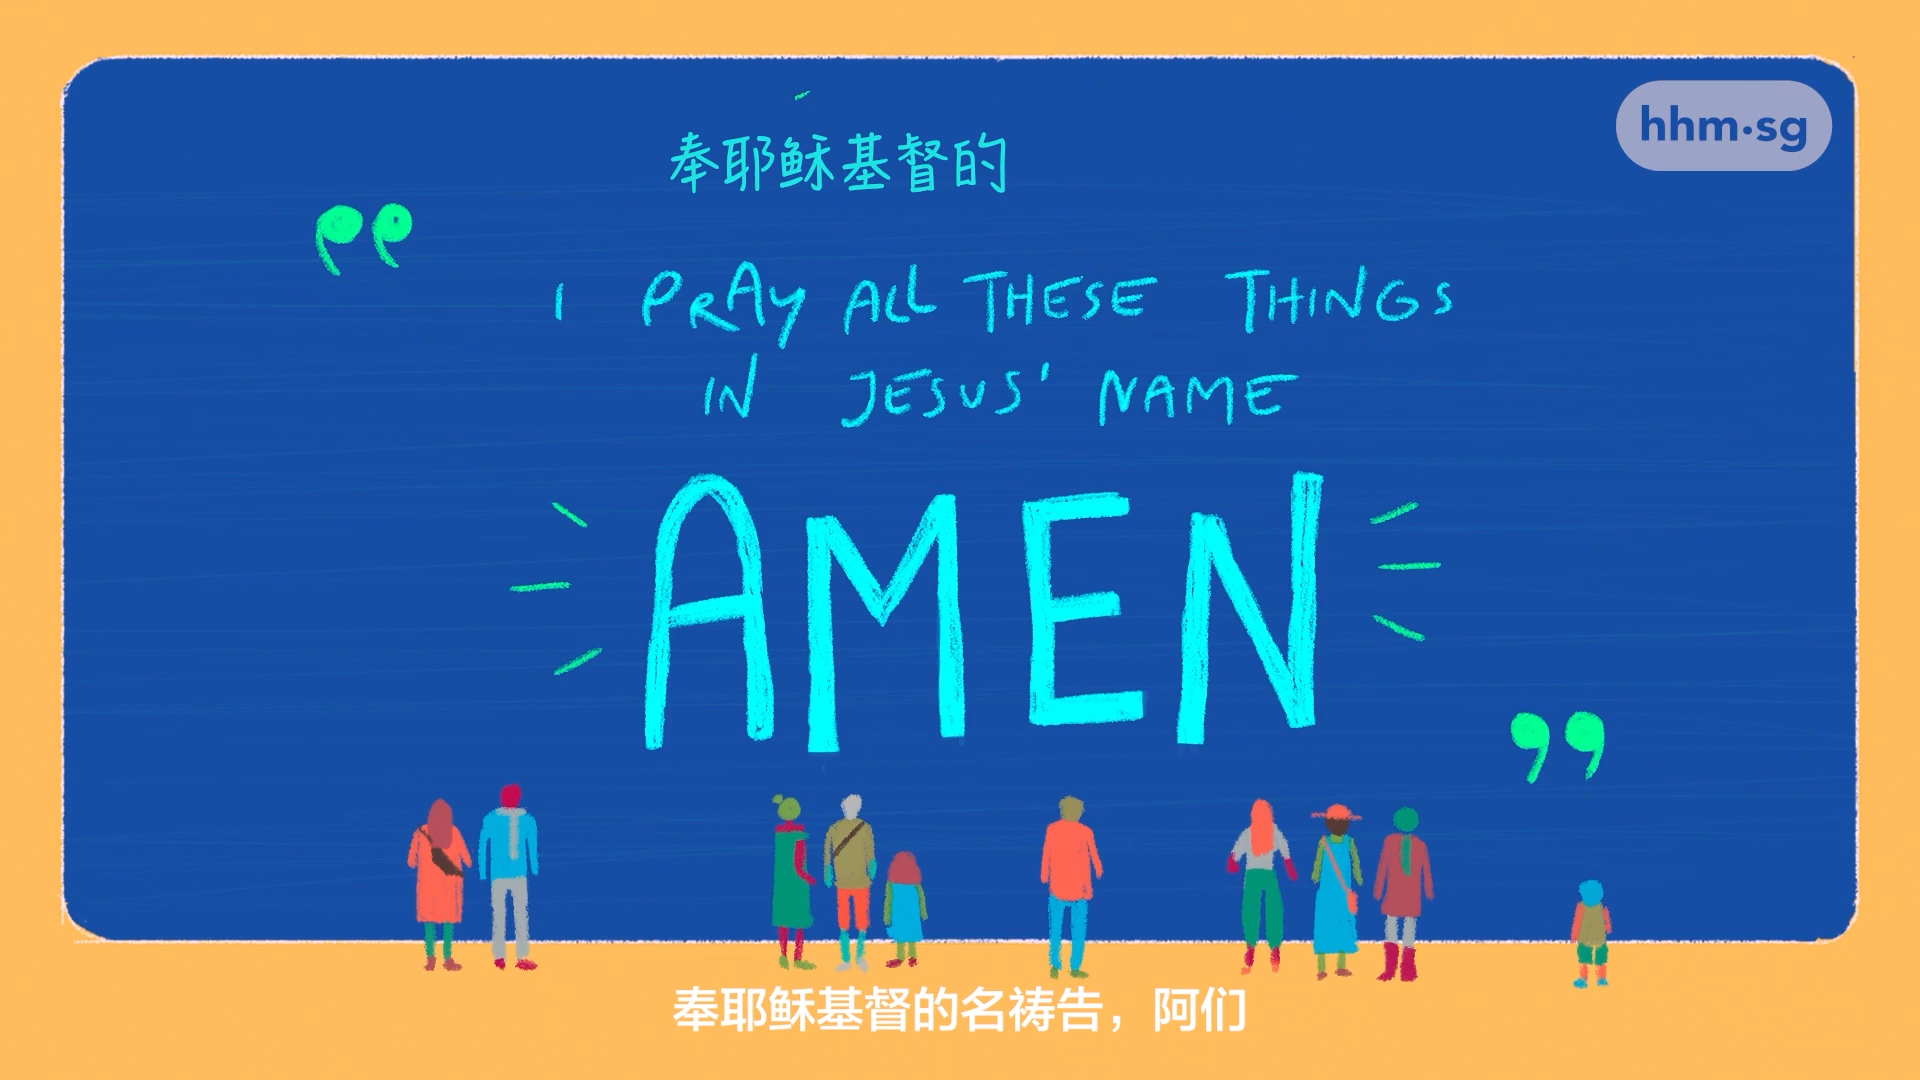 hhm·sg
奉耶稣基督的
I PRAY ALL THESE THINGS
IN JESUS' NAME
AMEN
奉耶稣基督的名祷告，阿们